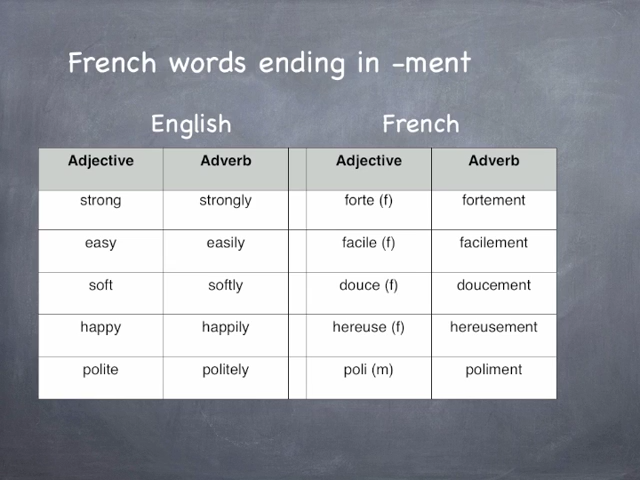 French words ending in -ment
English French
Adjective Adverb Adjective Adverb
strong strongly forte (f) fortement
easy easily facile (f) facilement
soft softly douce (f) doucement
happy happily hereuse (f) hereusement
polite politely poli (m) poliment